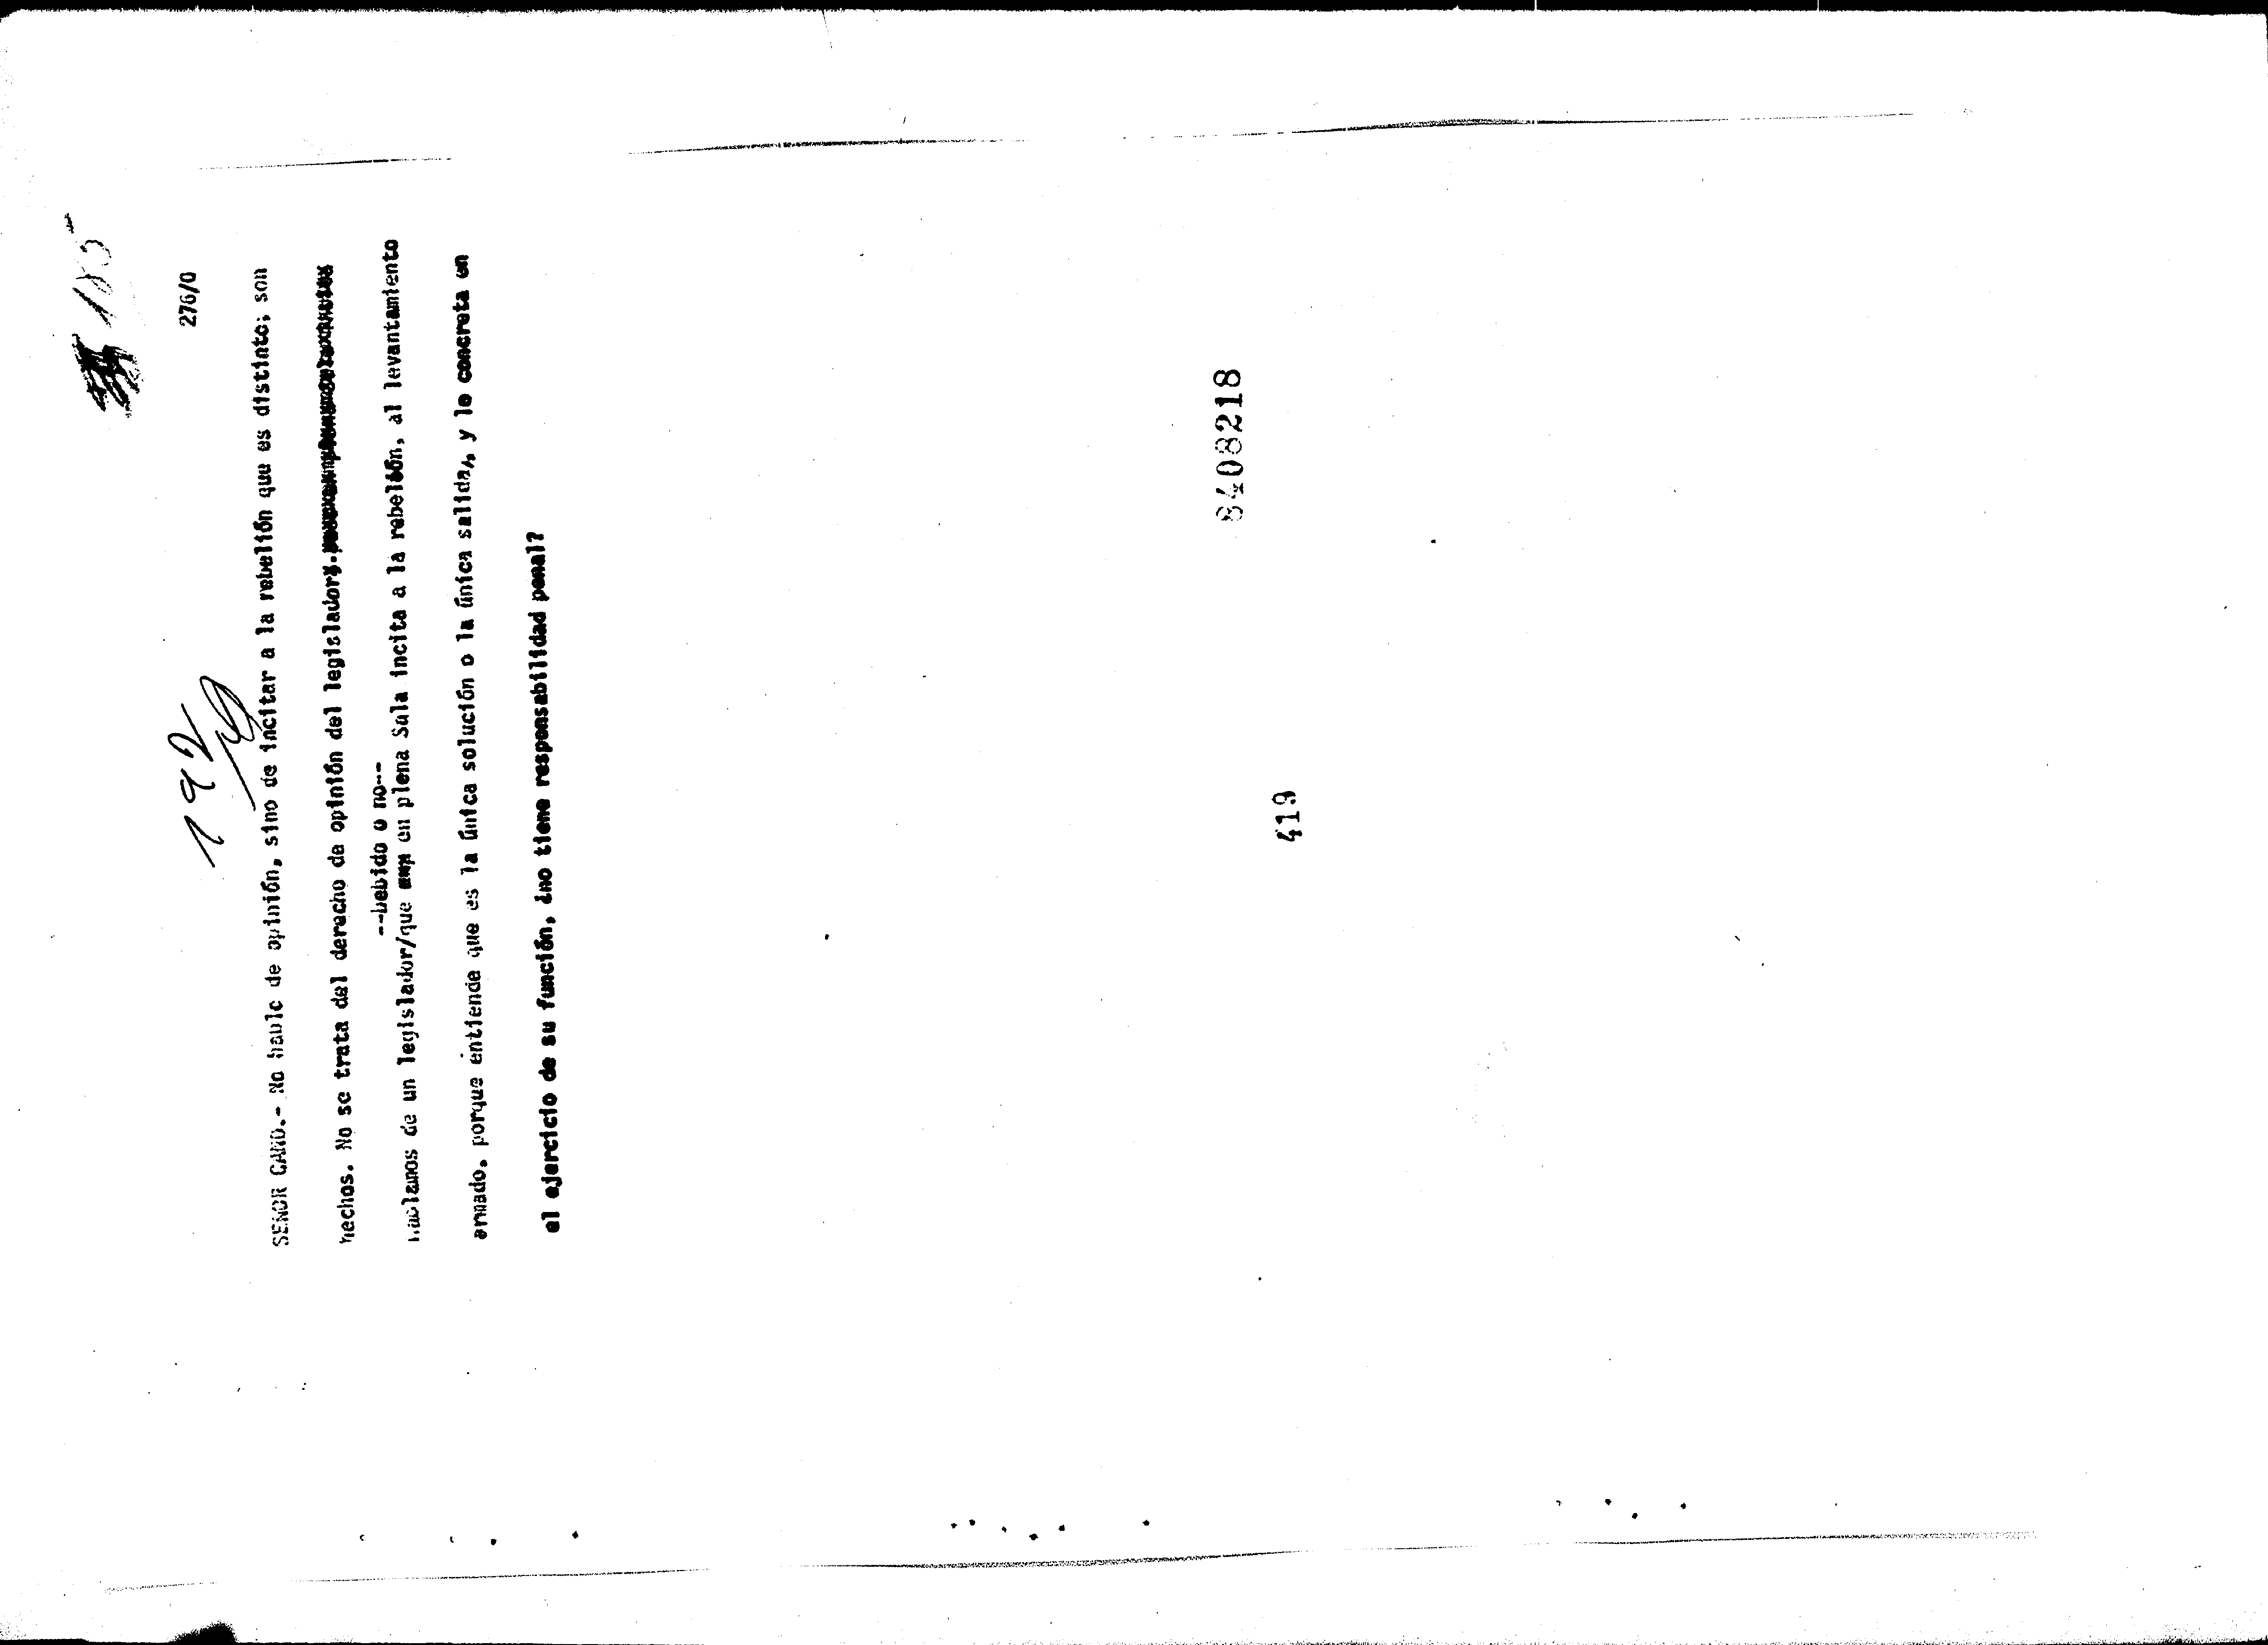 185
276/0
192
SEÑOR CANO.- No hablo de opinión, sino de incitar a la rebelión que es distinto; son
hechos. No se trata del derecho de opinión del legislador.
--bebido o no--
hablamos de un legislador/que en plena Sala incita a la rebelión, al levantamiento
armado, porque entiende que es la única solución o la única salida, y lo concreta en
el ejercicio de su función, ¿no tiene responsabilidad penal?
8408218
419